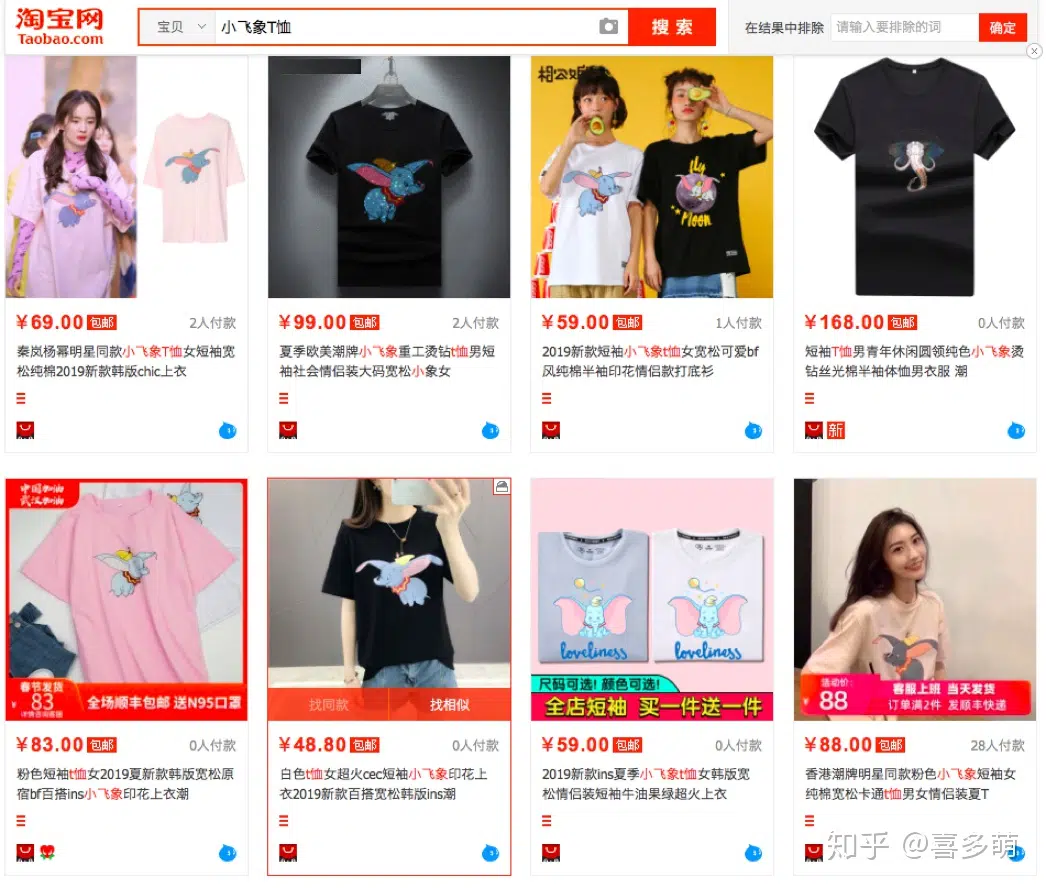 淘宝网
Taobao.com
宝贝
小飞象T恤
搜索
在结果中排除
请输入要排除的词
确定
¥69.00 包邮 2人付款
秦岚杨幂明星同款小飞象T恤女短袖宽
松纯棉2019新款韩版chic上衣
¥99.00 包邮 2人付款
夏季欧美潮牌小飞象重工烫钻t恤男短
袖社会情侣装大码宽松小象女
Fly
Moon
¥59.00 包邮 1人付款
2019新款短袖小飞象t恤女宽松可爱bf
风纯棉半袖印花情侣款打底衫
¥168.00 包邮 0人付款
短袖T恤男青年休闲圆领纯色小飞象烫
钻丝光棉半袖体恤男衣服 潮
新
中国加油
武汉加油
春节发货
¥83
详情咨询客服
全场顺丰包邮 送N95口罩
¥83.00 包邮 0人付款
粉色短袖t恤女2019夏新款韩版宽松原
宿bf百搭ins小飞象印花上衣潮
找同款
找相似
¥48.80 包邮 0人付款
白色t恤女超火cec短袖小飞象印花上
衣2019新款百搭宽松韩版ins潮
loveliness
loveliness
尺码可选! 颜色可选!
全店短袖 买一件送一件
¥59.00 包邮 0人付款
2019新款ins夏季小飞象t恤女韩版宽
松情侣装短袖牛油果绿超火上衣
活动价:
¥88
客服上班 当天发货
订单满2件 发顺丰快递
¥88.00 包邮 28人付款
香港潮牌明星同款粉色小飞象短袖女
纯棉宽松卡通t恤男女情侣装夏T
知乎 @喜多萌